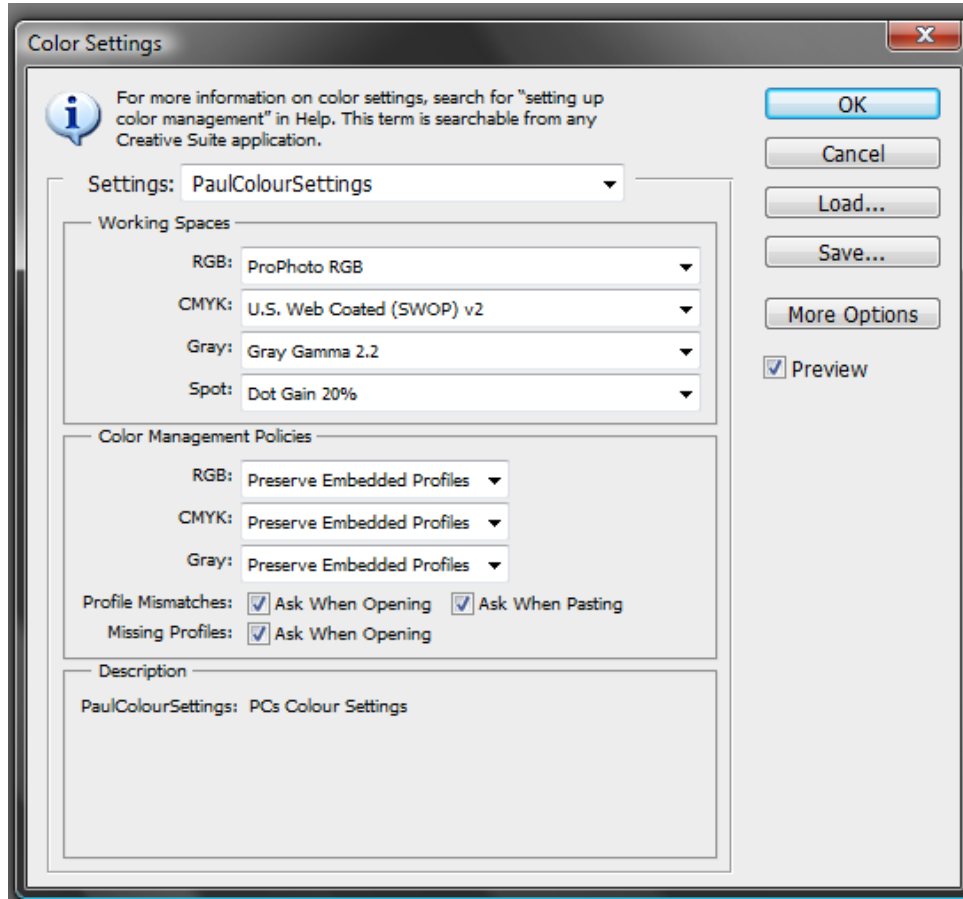 Color Settings
For more information on color settings, search for "setting up
color management" in Help. This term is searchable from any
Creative Suite application.
OK
Cancel
Load...
Save...
More Options
Preview
Settings: PaulColourSettings
Working Spaces
RGB: ProPhoto RGB
CMYK: U.S. Web Coated (SWOP) v2
Gray: Gray Gamma 2.2
Spot: Dot Gain 20%
Color Management Policies
RGB: Preserve Embedded Profiles
CMYK: Preserve Embedded Profiles
Gray: Preserve Embedded Profiles
Profile Mismatches: Ask When Opening Ask When Pasting
Missing Profiles: Ask When Opening
Description
PaulColourSettings: PCs Colour Settings